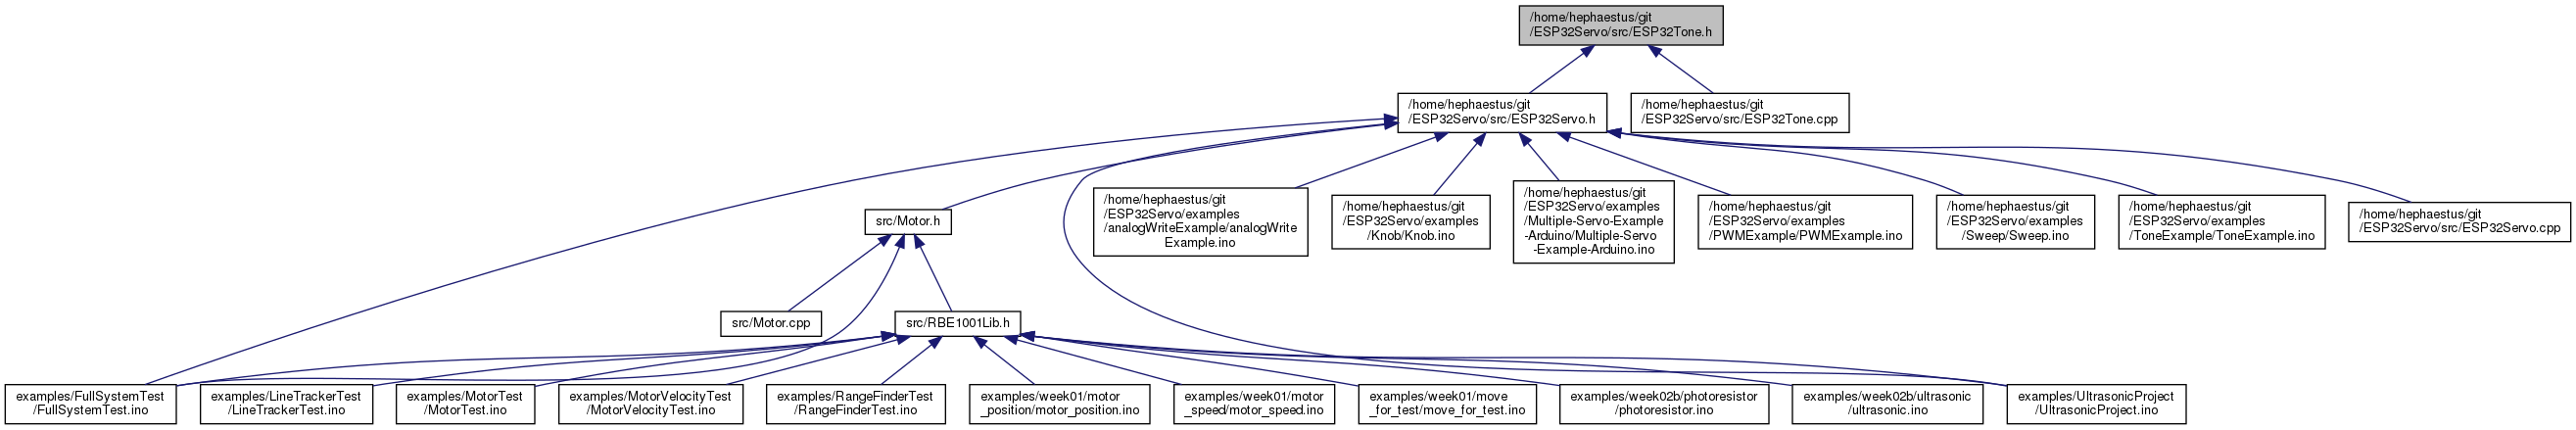 /home/hephaestus/git
/ESP32Servo/src/ESP32Tone.h
/home/hephaestus/git
/ESP32Servo/src/ESP32Servo.h
/home/hephaestus/git
/ESP32Servo/src/ESP32Tone.cpp
src/Motor.h
/home/hephaestus/git
/ESP32Servo/examples
/analogWriteExample/analogWrite
Example.ino
/home/hephaestus/git
/ESP32Servo/examples
/Knob/Knob.ino
/home/hephaestus/git
/ESP32Servo/examples
/Multiple-Servo-Example
-Arduino/Multiple-Servo
-Example-Arduino.ino
/home/hephaestus/git
/ESP32Servo/examples
/PWMExample/PWMExample.ino
/home/hephaestus/git
/ESP32Servo/examples
/Sweep/Sweep.ino
/home/hephaestus/git
/ESP32Servo/examples
/ToneExample/ToneExample.ino
/home/hephaestus/git
/ESP32Servo/src/ESP32Servo.cpp
src/Motor.cpp
src/RBE1001Lib.h
examples/FullSystemTest
/FullSystemTest.ino
examples/LineTrackerTest
/LineTrackerTest.ino
examples/MotorTest
/MotorTest.ino
examples/MotorVelocityTest
/MotorVelocityTest.ino
examples/RangeFinderTest
/RangeFinderTest.ino
examples/week01/motor
_position/motor_position.ino
examples/week01/motor
_speed/motor_speed.ino
examples/week01/move
_for_test/move_for_test.ino
examples/week02b/photoresistor
/photoresistor.ino
examples/week02b/ultrasonic
/ultrasonic.ino
examples/UltrasonicProject
/UltrasonicProject.ino